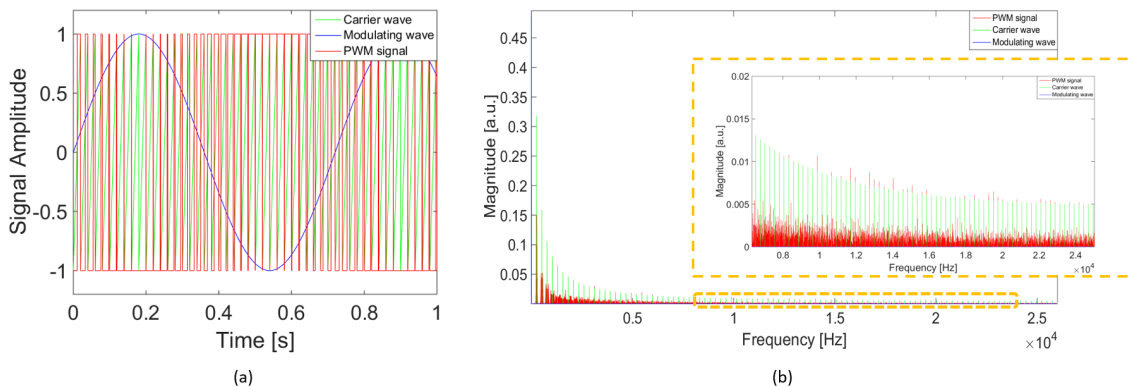 Carrier wave
Modulating wave
PWM signal
Signal Amplitude
1
0.5
0
-0.5
-1
0 0.2 0.4 0.6 0.8 1
Time [s]
(a)
PWM signal
Carrier wave
Modulating wave
Magnitude [a.u.]
0.45
0.4
0.35
0.3
0.25
0.2
0.15
0.1
0.05
0.5 1 1.5 2 2.5
×10⁴
Frequency [Hz]
PWM signal
Carrier wave
Modulating wave
Magnitude [a.u.]
0.02
0.015
0.01
0.005
0
0.8 1 1.2 1.4 1.6 1.8 2 2.2 2.4
×10⁴
Frequency [Hz]
(b)